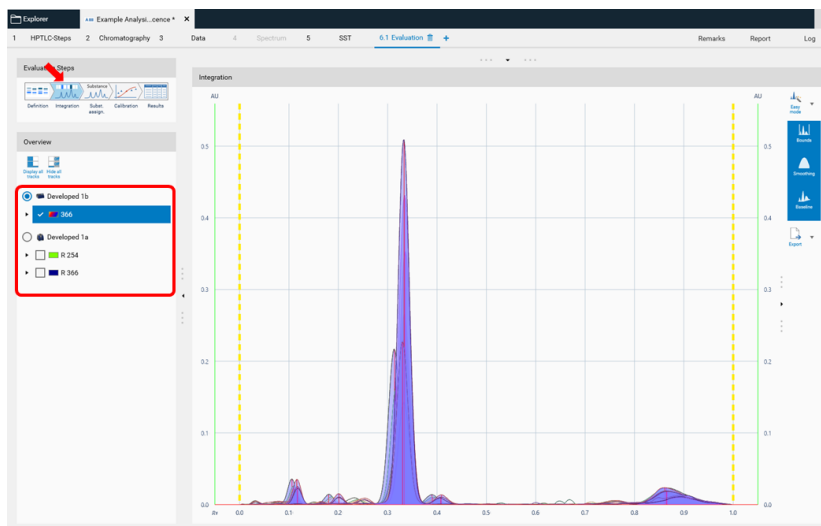 Explorer
Example Analysi...cence *
1 HPTLC-Steps 2 Chromatography 3 Data 4 Spectrum 5 SST 6.1 Evaluation + Remarks Report Log
Evaluation Steps
Substance
Definition Integration Subst. assign. Calibration Results
Overview
Display all tracks Hide all tracks
Developed 1b
366
Developed 1a
R 254
R 366
Integration
AU AU
0.5 0.5
0.4 0.4
0.3 0.3
0.2 0.2
0.1 0.1
0.0 0.0
RF 0.0 0.1 0.2 0.3 0.4 0.5 0.6 0.7 0.8 0.9 1.0
Easy mode
Bounds
Smoothing
Baseline
Export